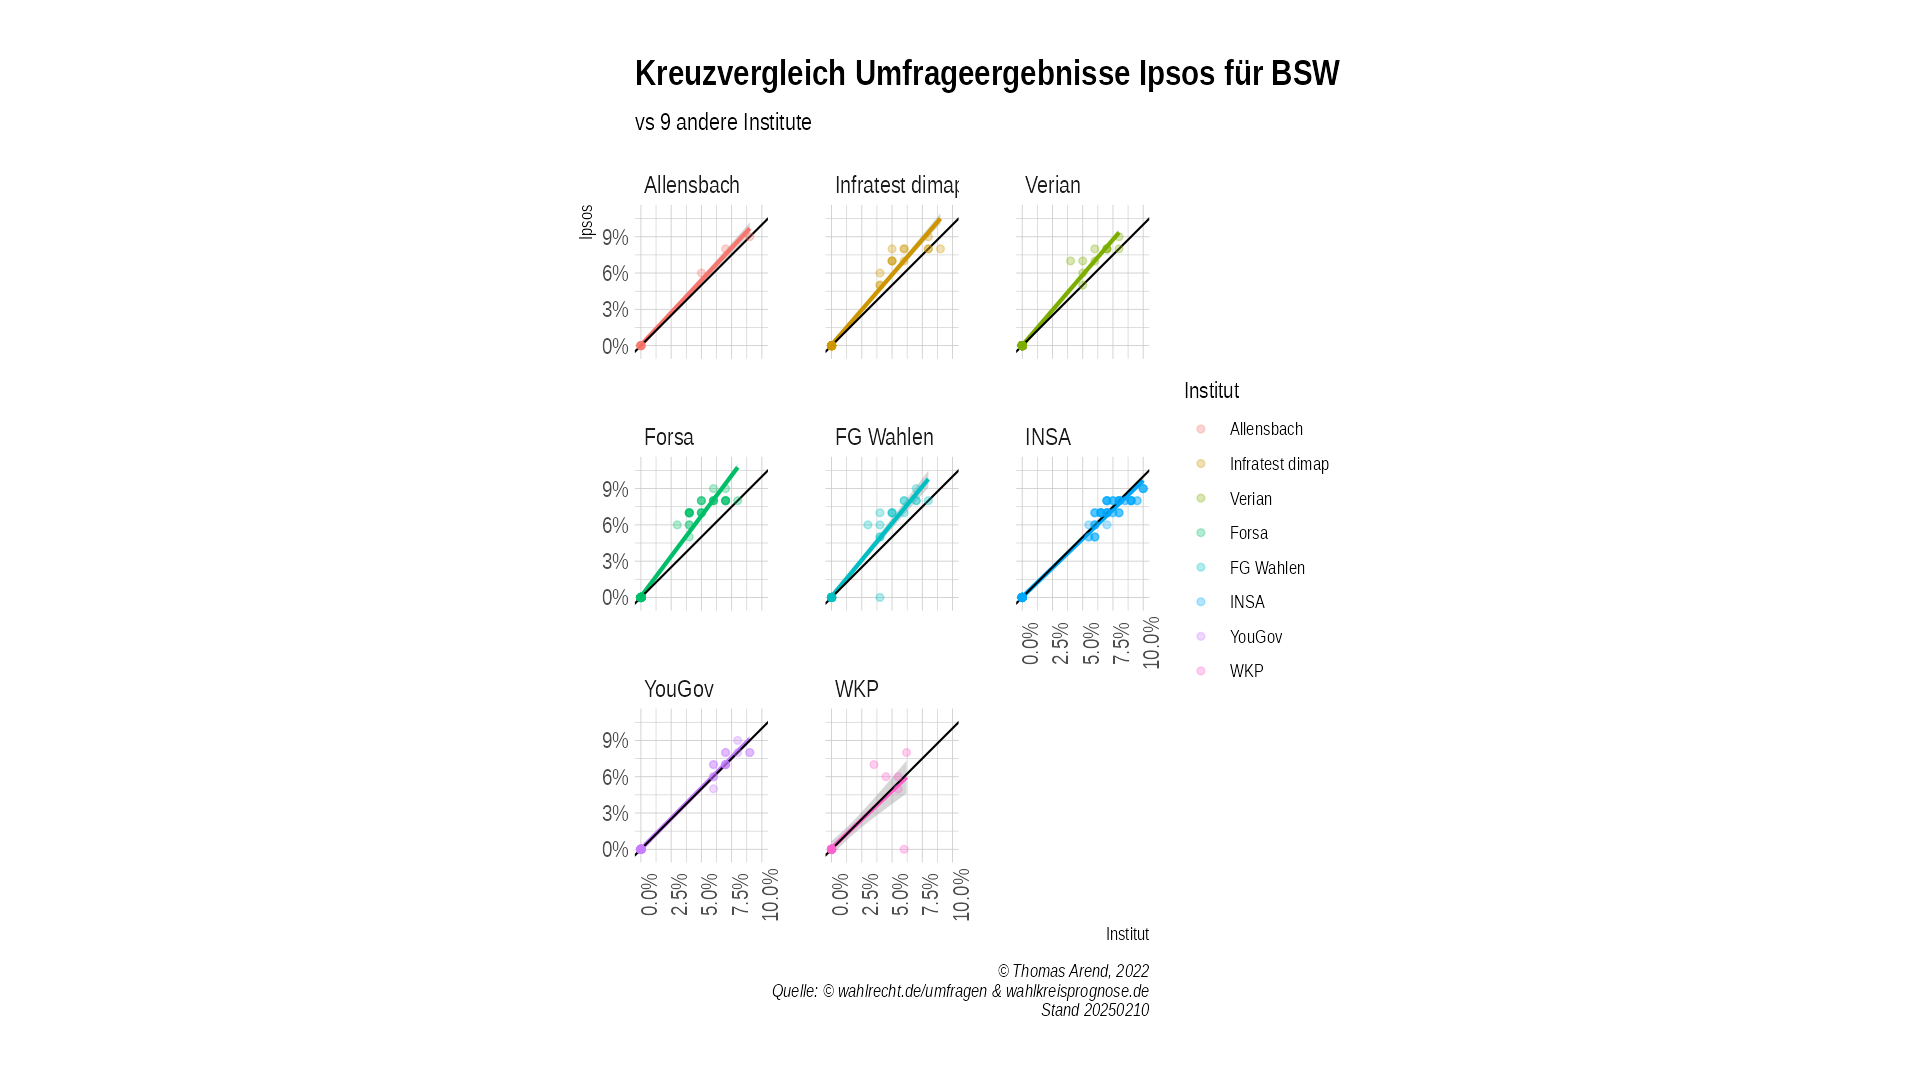 Kreuzvergleich Umfrageergebnisse Ipsos für BSW
vs 9 andere Institute
Allensbach
Infratest dimap
Verian
Ipsos
9%
6%
3%
0%
Forsa
FG Wahlen
INSA
9%
6%
3%
0%
0.0%
2.5%
5.0%
7.5%
10.0%
YouGov
WKP
9%
6%
3%
0%
0.0%
2.5%
5.0%
7.5%
10.0%
0.0%
2.5%
5.0%
7.5%
10.0%
Institut
Institut
Allensbach
Infratest dimap
Verian
Forsa
FG Wahlen
INSA
YouGov
WKP
© Thomas Arend, 2022
Quelle: © wahlrecht.de/umfragen & wahlkreisprognose.de
Stand 20250210